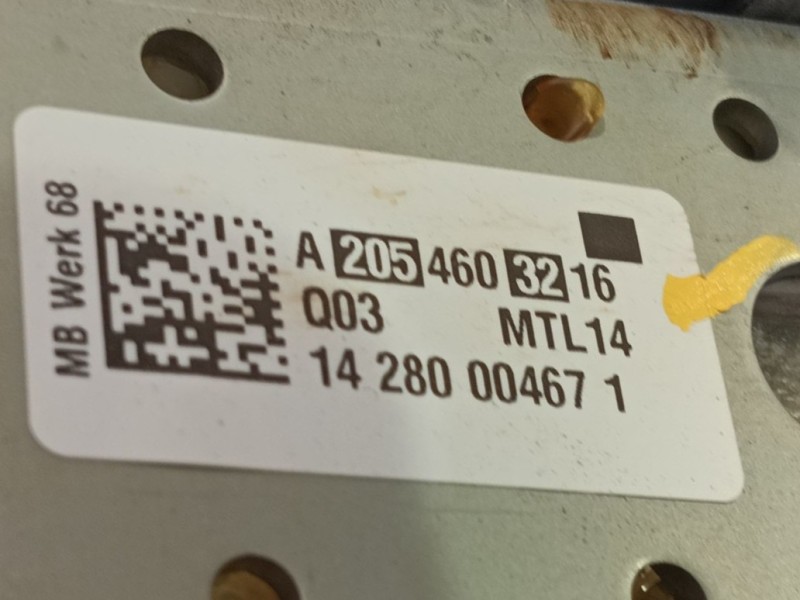 MB Werk 68
A 205 460 32 16
Q03 MTL14
14 280 00467 1